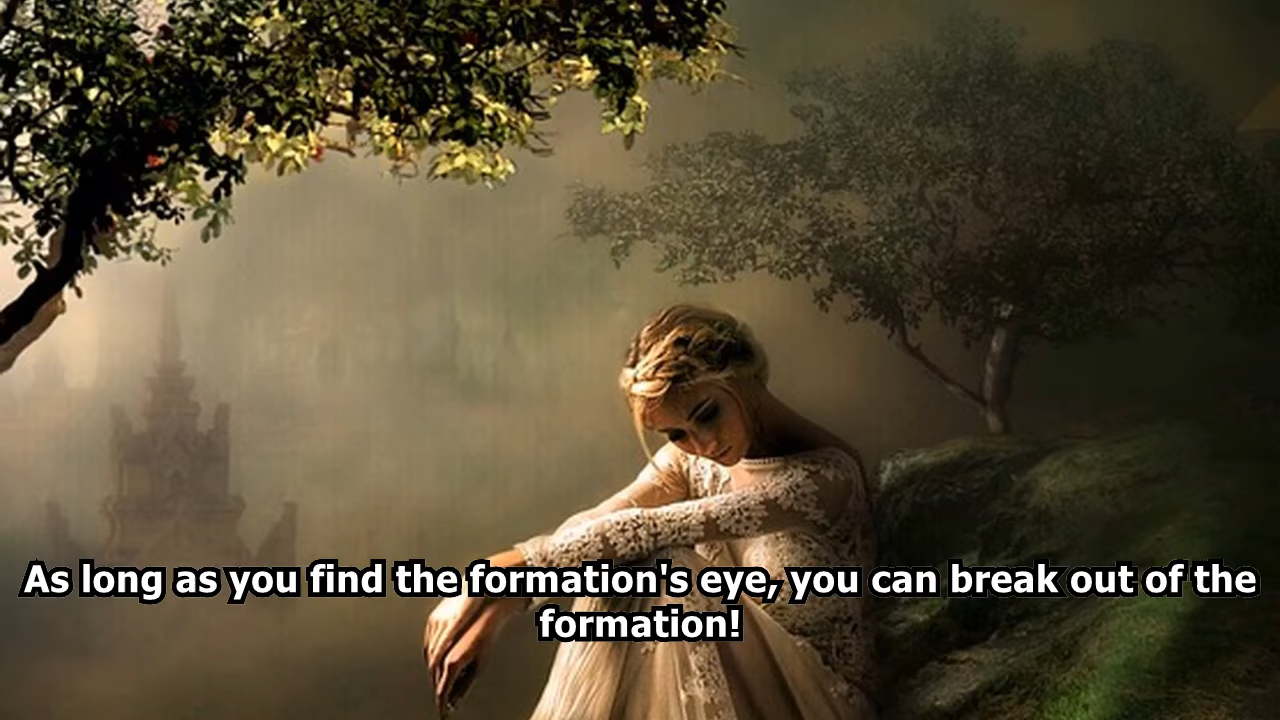 As long as you find the formation's eye, you can break out of the
formation!